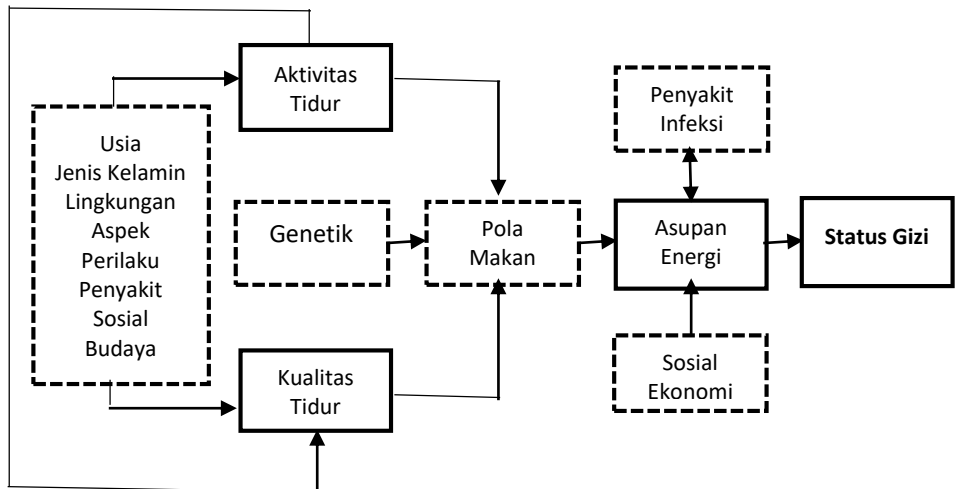 Aktivitas
Tidur
Penyakit
Infeksi
Usia
Jenis Kelamin
Lingkungan
Aspek
Perilaku
Penyakit
Sosial
Budaya
Genetik
Pola
Makan
Asupan
Energi
Status Gizi
Kualitas
Tidur
Sosial
Ekonomi